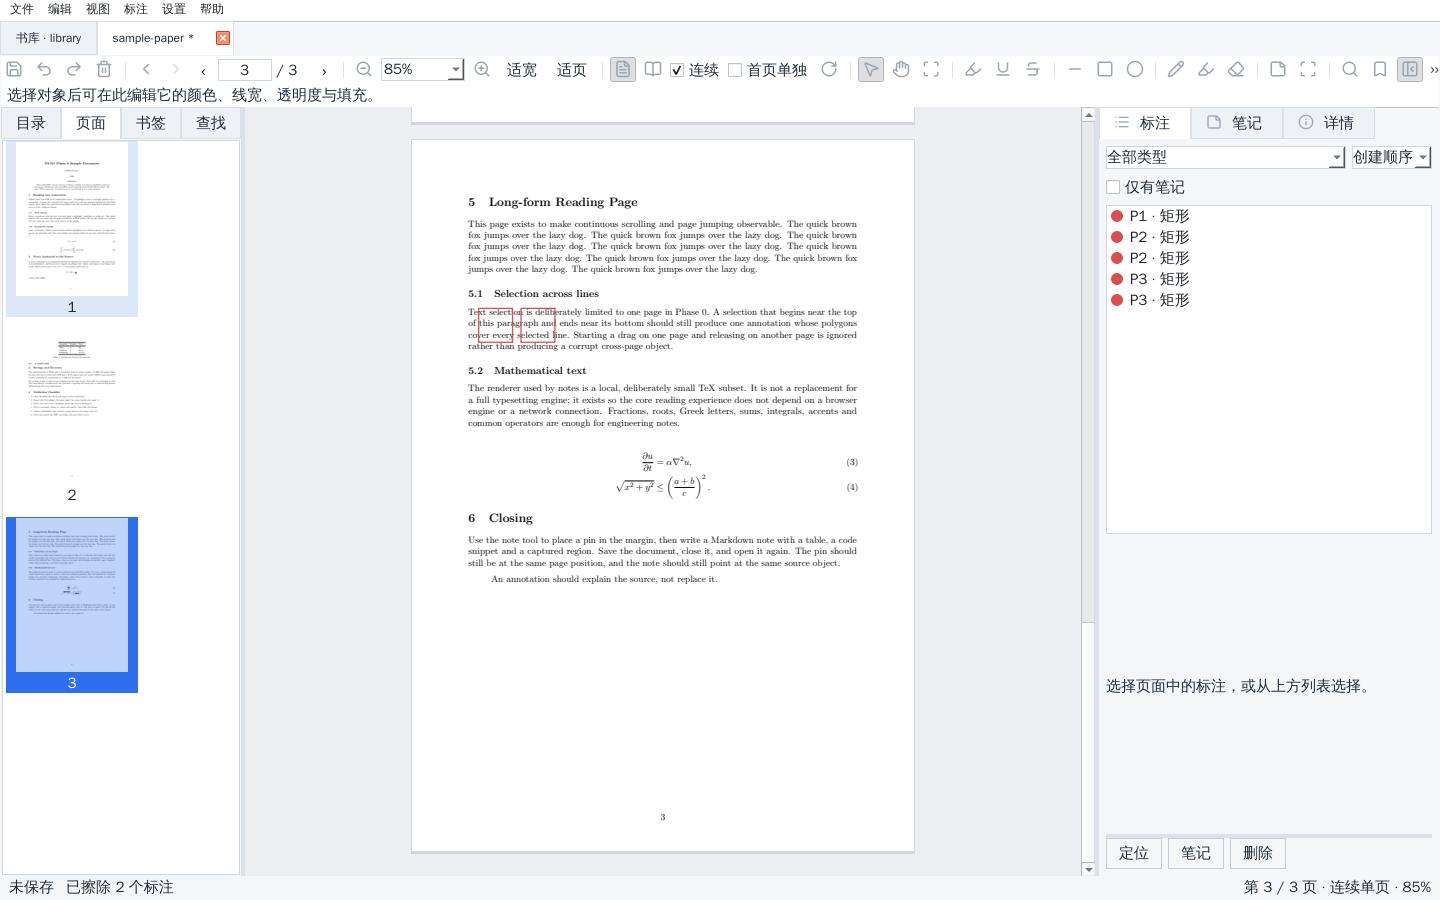 文件 编辑 视图 标注 设置 帮助
书库 · library sample-paper *
3 / 3 85% 适宽 适页 连续 首页单独
选择对象后可在此编辑它的颜色、线宽、透明度与填充。
目录 页面 书签 查找
1
2
3
5 Long-form Reading Page
This page exists to make continuous scrolling and page jumping observable. The quick brown
fox jumps over the lazy dog. The quick brown fox jumps over the lazy dog. The quick brown
fox jumps over the lazy dog. The quick brown fox jumps over the lazy dog. The quick brown
fox jumps over the lazy dog. The quick brown fox jumps over the lazy dog. The quick brown fox
jumps over the lazy dog. The quick brown fox jumps over the lazy dog.
5.1 Selection across lines
Text selection is deliberately limited to one page in Phase 0. A selection that begins near the top
of this paragraph and ends near its bottom should still produce one annotation whose polygons
cover every selected line. Starting a drag on one page and releasing on another page is ignored
rather than producing a corrupt cross-page object.
5.2 Mathematical text
The renderer used by notes is a local, deliberately small TeX subset. It is not a replacement for
a full typesetting engine; it exists so the core reading experience does not depend on a browser
engine or a network connection. Fractions, roots, Greek letters, sums, integrals, accents and
common operators are enough for engineering notes.
∂u/∂t = α∇²u, (3)
√(x² + y²) ≤ ((a + b)/c)². (4)
6 Closing
Use the note tool to place a pin in the margin, then write a Markdown note with a table, a code
snippet and a captured region. Save the document, close it, and open it again. The pin should
still be at the same page position, and the note should still point at the same source object.
An annotation should explain the source, not replace it.
3
标注 笔记 详情
全部类型 创建顺序
仅有笔记
P1 · 矩形
P2 · 矩形
P2 · 矩形
P3 · 矩形
P3 · 矩形
选择页面中的标注，或从上方列表选择。
定位 笔记 删除
未保存 已擦除 2 个标注
第 3 / 3 页 · 连续单页 · 85%